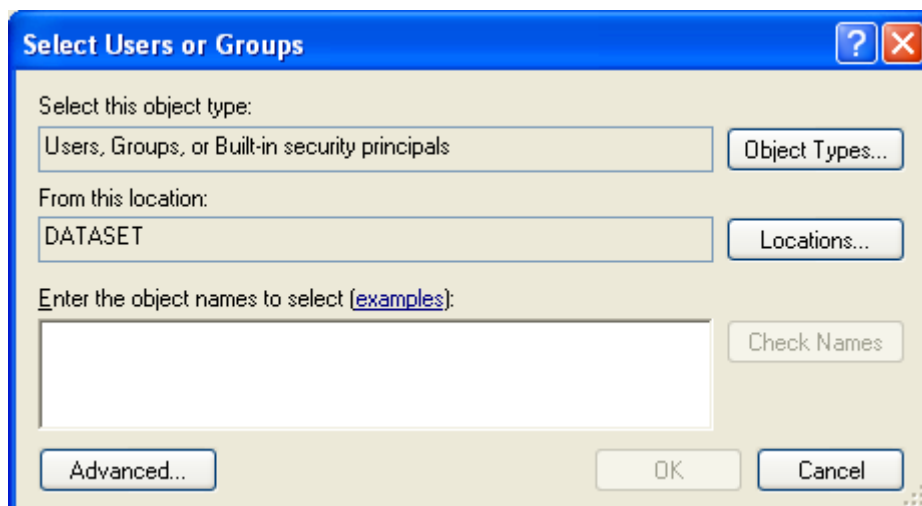 Select Users or Groups
?
Select this object type:
Users, Groups, or Built-in security principals
Object Types...
From this location:
DATASET
Locations...
Enter the object names to select (examples):
Check Names
Advanced...
OK
Cancel